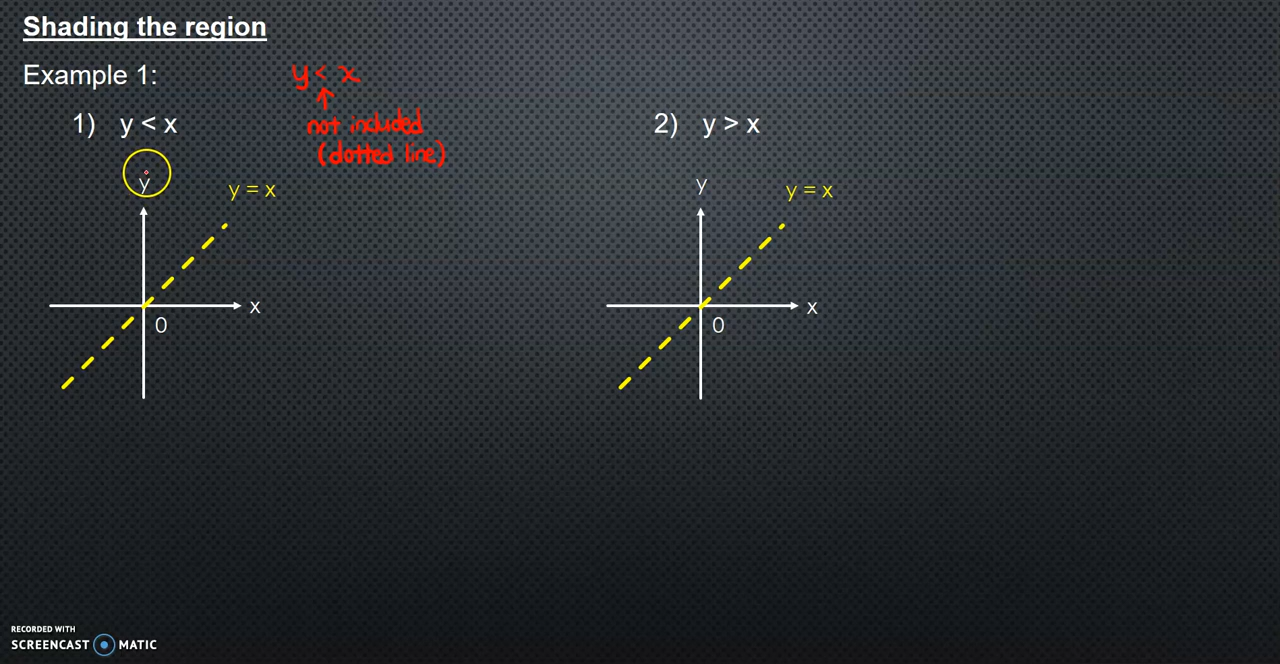 Shading the region
Example 1:
y < x
not included
(dotted line)
1) y < x
y
y = x
x
0
2) y > x
y
y = x
x
0
RECORDED WITH
SCREENCAST MATIC